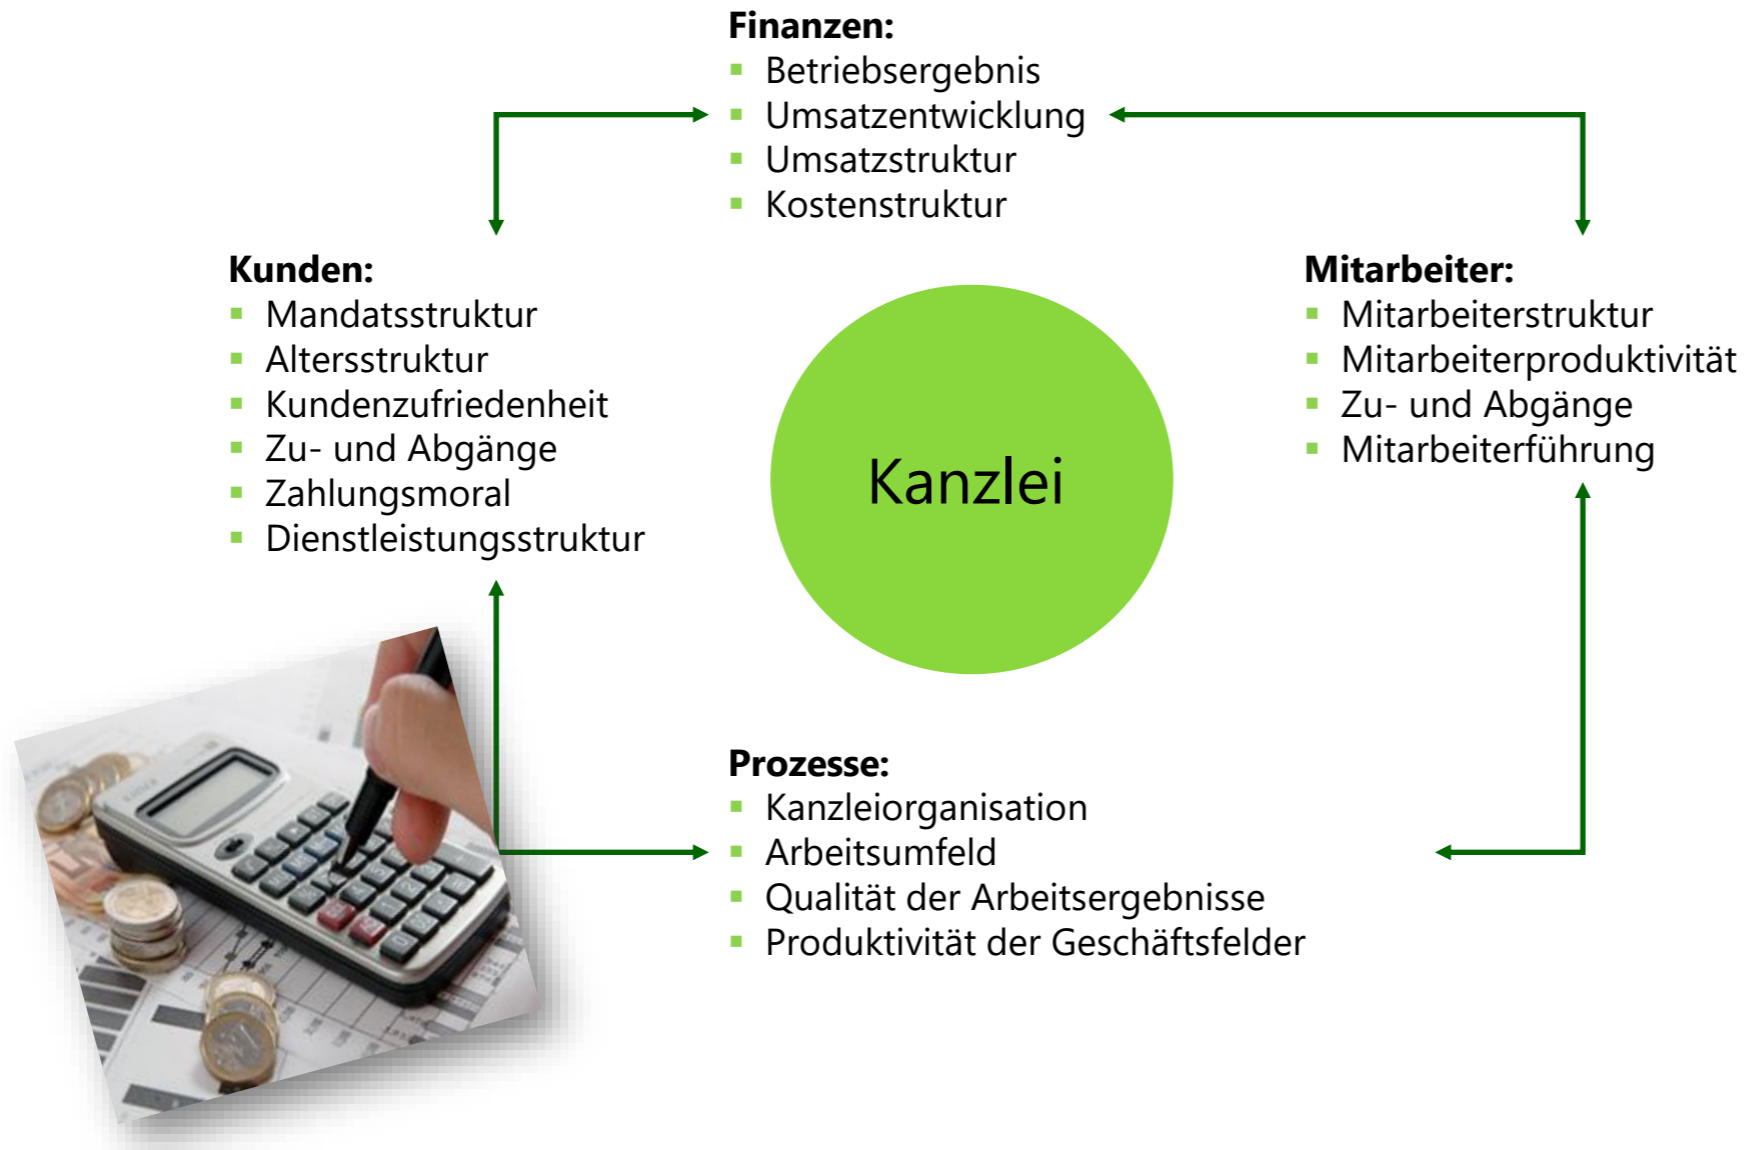 Finanzen:
▪ Betriebsergebnis
▪ Umsatzentwicklung
▪ Umsatzstruktur
▪ Kostenstruktur
Kunden:
▪ Mandatsstruktur
▪ Altersstruktur
▪ Kundenzufriedenheit
▪ Zu- und Abgänge
▪ Zahlungsmoral
▪ Dienstleistungsstruktur
Kanzlei
Mitarbeiter:
▪ Mitarbeiterstruktur
▪ Mitarbeiterproduktivität
▪ Zu- und Abgänge
▪ Mitarbeiterführung
Prozesse:
▪ Kanzleiorganisation
▪ Arbeitsumfeld
▪ Qualität der Arbeitsergebnisse
▪ Produktivität der Geschäftsfelder